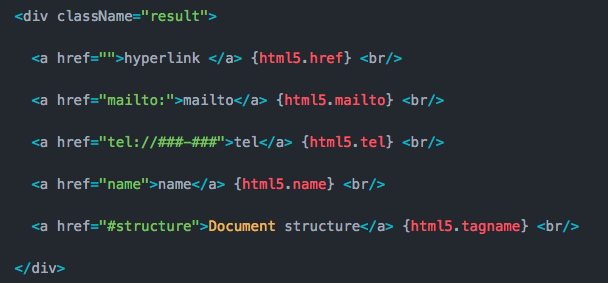 <div className="result">
<a href="">hyperlink </a> {html5.href} <br/>
<a href="mailto:">mailto</a> {html5.mailto} <br/>
<a href="tel://###-###">tel</a> {html5.tel} <br/>
<a href="name">name</a> {html5.name} <br/>
<a href="#structure">Document structure</a> {html5.tagname} <br/>
</div>